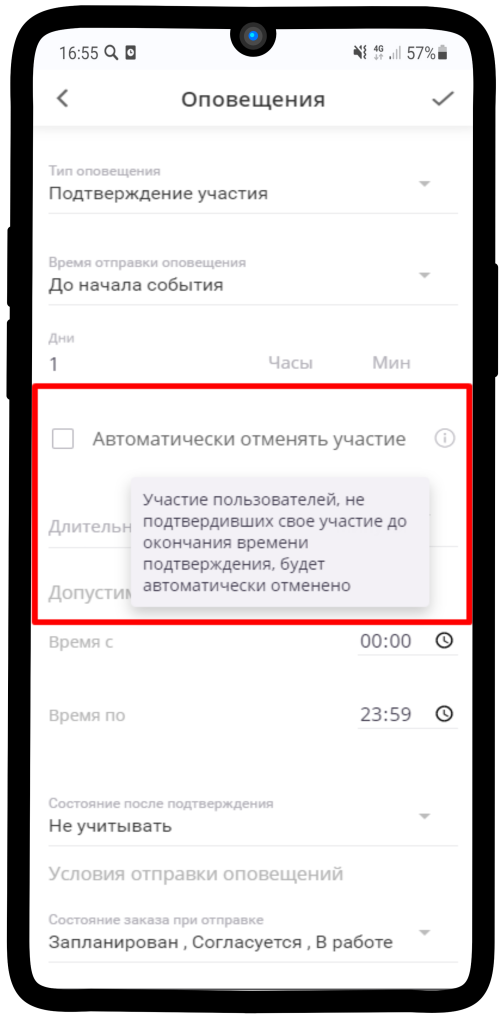 16:55 4G 57%
Оповещения
Тип оповещения
Подтверждение участия
Время отправки оповещения
До начала события
Дни
1 Часы Мин
Автоматически отменять участие
Участие пользователей, не
подтвердивших свое участие до
окончания времени
подтверждения, будет
автоматически отменено
Время с 00:00
Время по 23:59
Состояние после подтверждения
Не учитывать
Условия отправки оповещений
Состояние заказа при отправке
Запланирован , Согласуется , В работе